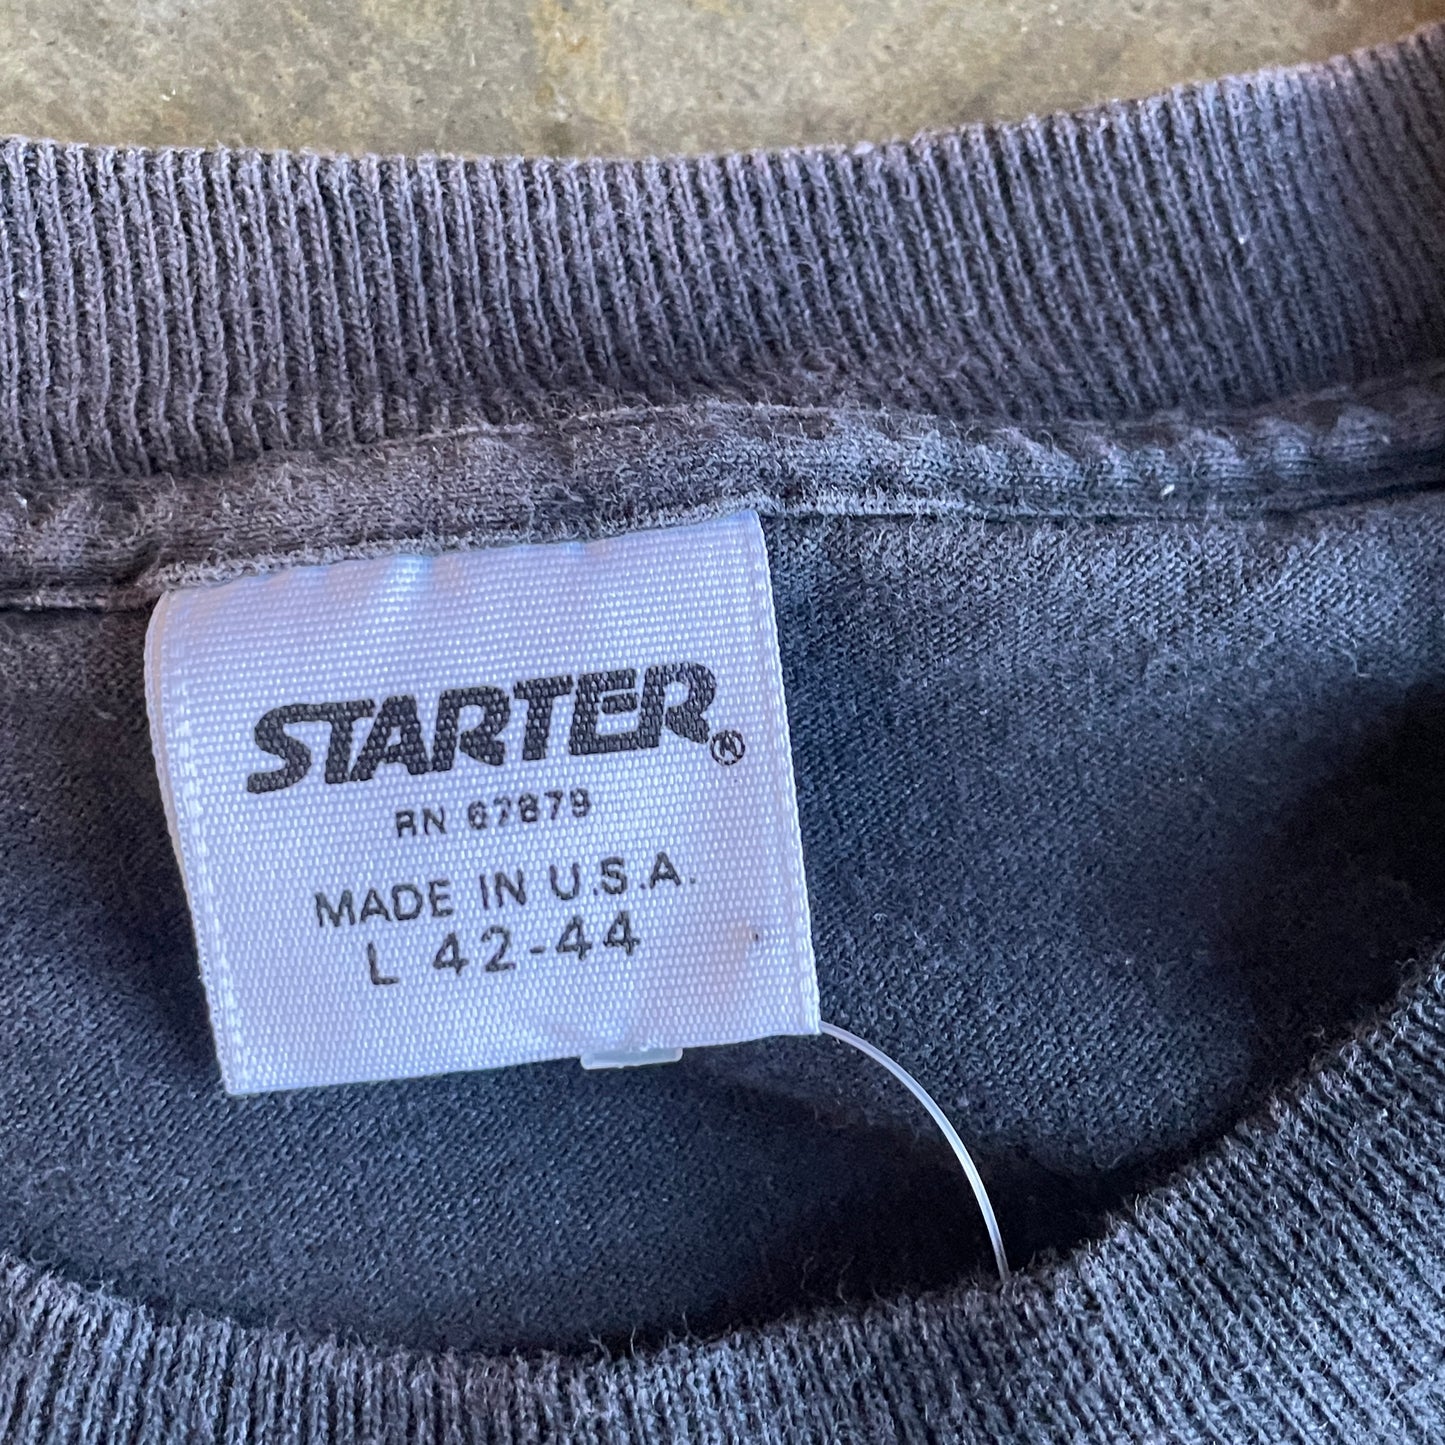 STARTER®
RN 67879
MADE IN U.S.A.
L 42-44